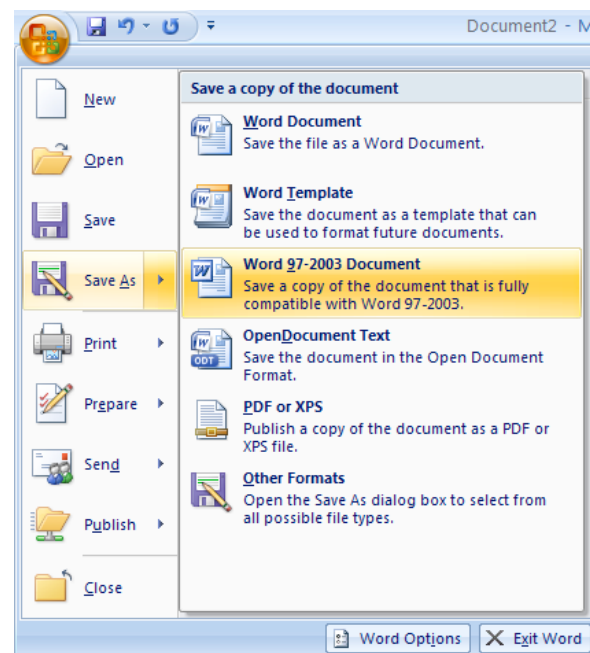 Document2 - M
New
Open
Save
Save As
Print
Prepare
Send
Publish
Close
Save a copy of the document
Word Document
Save the file as a Word Document.
Word Template
Save the document as a template that can
be used to format future documents.
Word 97-2003 Document
Save a copy of the document that is fully
compatible with Word 97-2003.
OpenDocument Text
Save the document in the Open Document
Format.
PDF or XPS
Publish a copy of the document as a PDF or
XPS file.
Other Formats
Open the Save As dialog box to select from
all possible file types.
ODT
Word Options
Exit Word